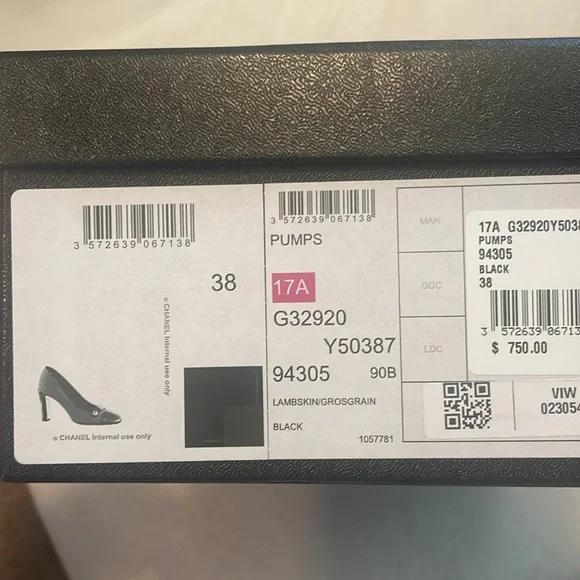 3 572639 067138
38
© CHANEL Internal use only
© CHANEL Internal use only
3 572639 067138
PUMPS
17A
G32920
Y50387
94305 90B
LAMBSKIN/GROSGRAIN
BLACK
1057781
MAN
GDC
LDC
17A G32920Y5038
PUMPS
94305
BLACK
38
3 572639 06713
$ 750.00
VIW
023054